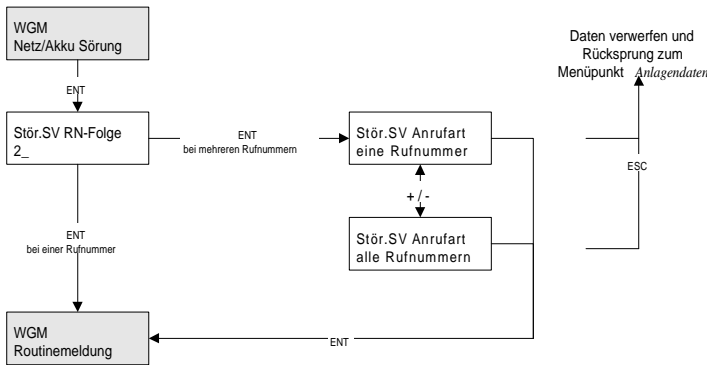 WGM
Netz/Akku Sörung
Daten verwerfen und
Rücksprung zum
Menüpunkt Anlagendaten
ENT
Stör.SV RN-Folge
2_
ENT
bei mehreren Rufnummern
Stör.SV Anrufart
eine Rufnummer
ESC
+ / -
ENT
bei einer Rufnummer
Stör.SV Anrufart
alle Rufnummern
WGM
Routinemeldung
ENT